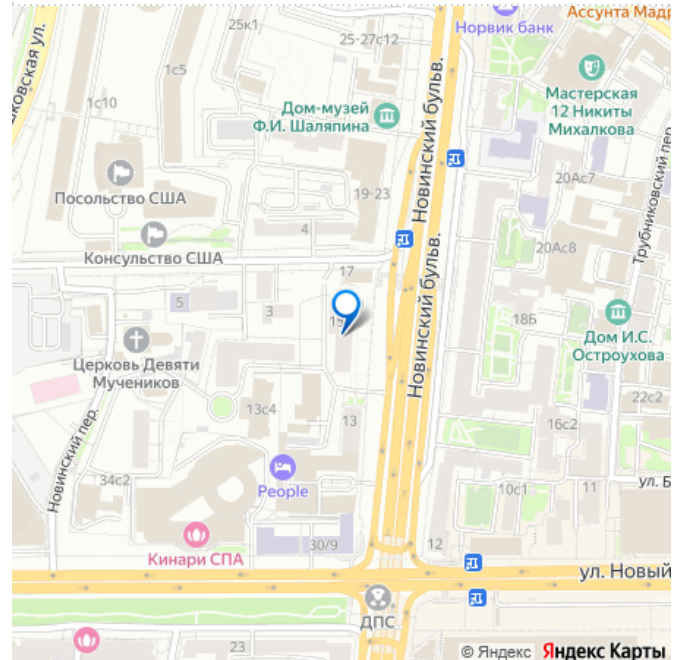 25к1
25-27с12
Норвик банк
Ассунта Мадр
ковская ул.
1с5
1с10
Дом-музей
Ф.И. Шаляпина
Мастерская
12 Никиты
Михалкова
Новинский бульв.
Посольство США
19-23
20Ас7
Трубниковский пер.
4
Консульство США
20Ас8
17
5
3
15
Новинский бульв.
18Б
Дом И.С.
Остроухова
Церковь Девяти
Мучеников
13с4
13
22с2
16с2
Новинский пер.
34с2
People
10с1
11
ул. Б
Кинари СПА
30/9
12
ул. Новый
ДПС
23
© Яндекс Яндекс Карты